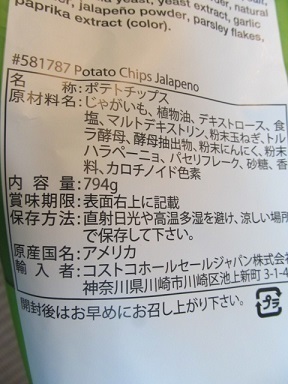 yeast, yeast extract, garlic
jalapeño powder, parsley flakes,
paprika extract (color).
#581787 Potato Chips Jalapeno
名 称:ポテトチップス
原材料名:じゃがいも、植物油、デキストロース、食
塩、マルトデキストリン、粉末玉ねぎ、トル
ラ酵母、酵母抽出物、粉末にんにく、粉末
ハラペーニョ、パセリフレーク、砂糖、香
料、カロチノイド色素
内 容 量:794g
賞味期限:表面右上に記載
保存方法:直射日光や高温多湿を避け、涼しい場所
で保存して下さい。
原産国名:アメリカ
輸 入 者:コストコホールセールジャパン株式会
神奈川県川崎市川崎区池上新町3-1-4
開封後はお早めにお召し上がり下さい。
プラ